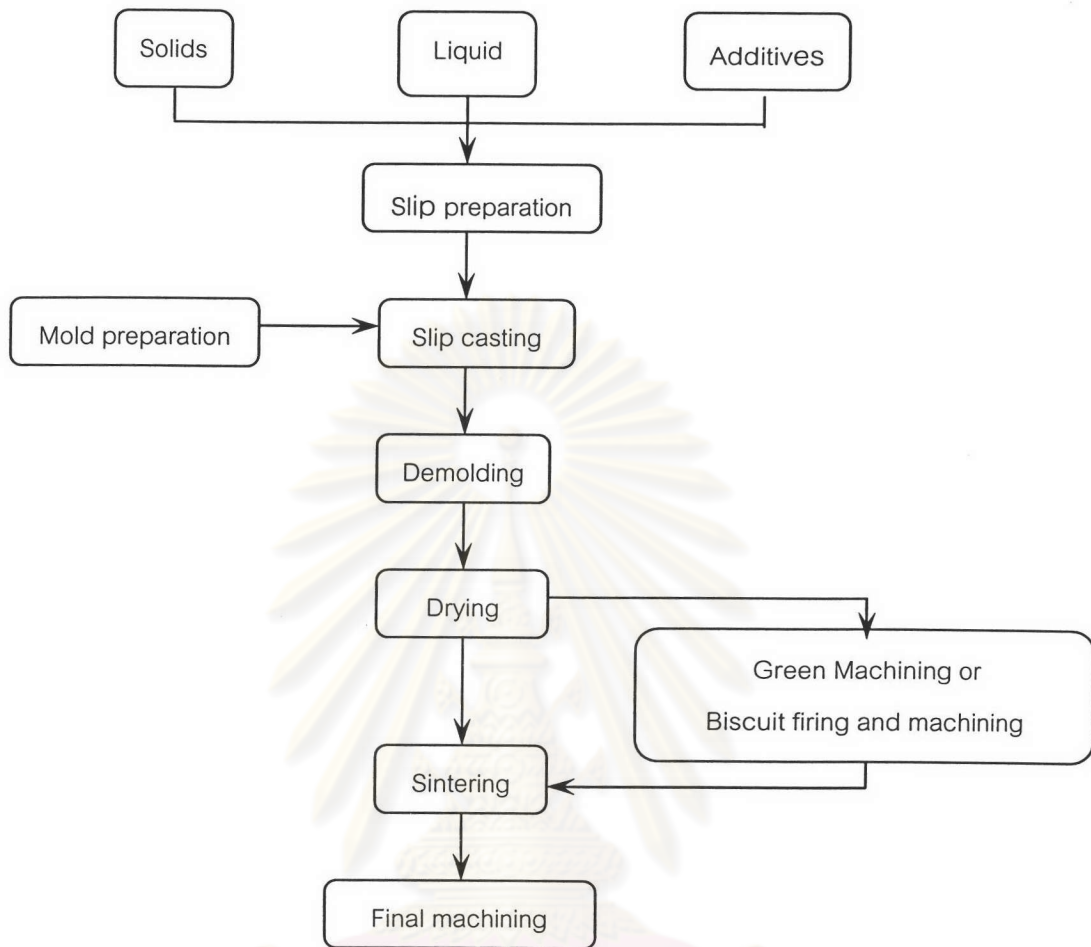 Solids
Liquid
Additives
Slip preparation
Mold preparation
Slip casting
Demolding
Drying
Green Machining or
Biscuit firing and machining
Sintering
Final machining